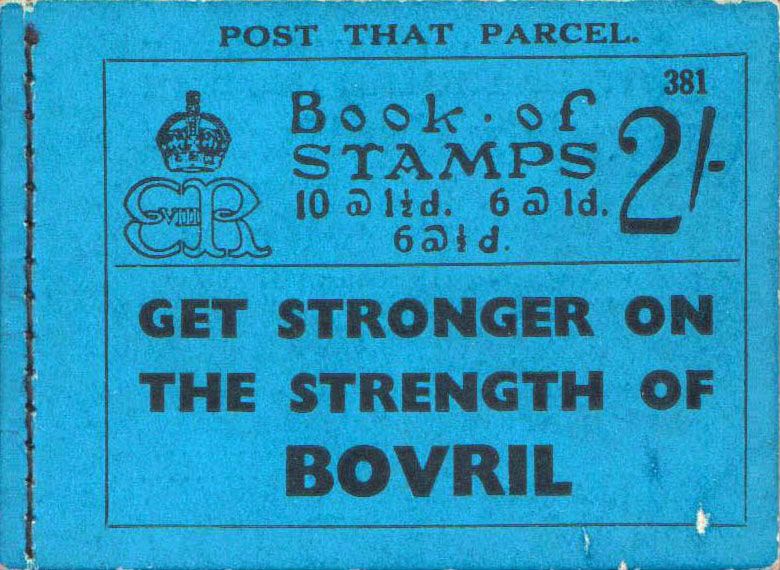 POST THAT PARCEL.
381
Book · of
STAMPS
2/-
10 @ 1½d. 6 @ 1d.
6 @ ½d.
E VIII R
GET STRONGER ON
THE STRENGTH OF
BOVRIL